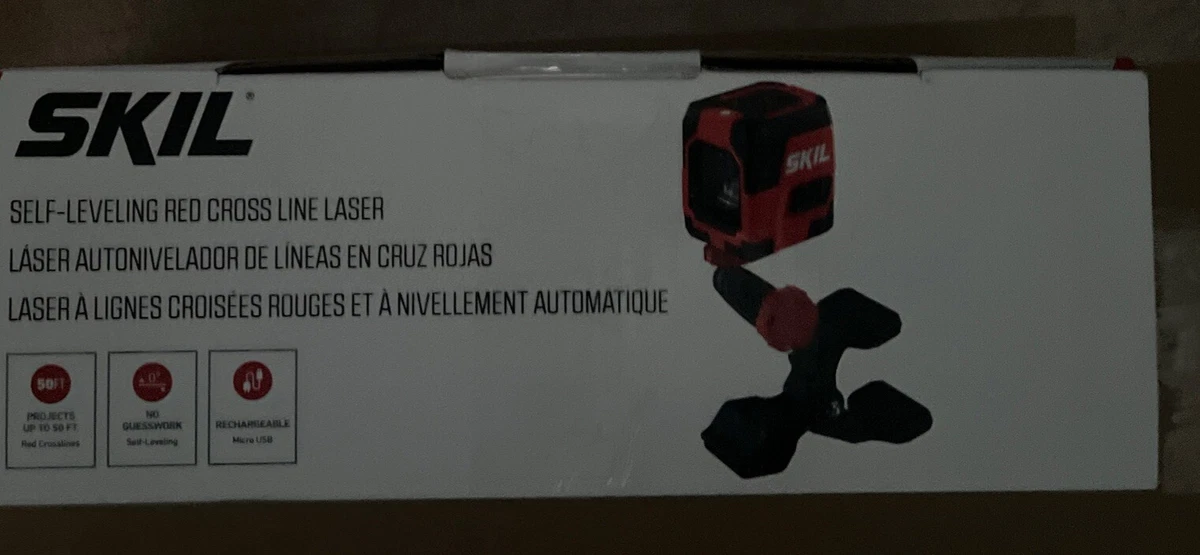 SKIL®
SELF-LEVELING RED CROSS LINE LASER
LÁSER AUTONIVELADOR DE LÍNEAS EN CRUZ ROJAS
LASER À LIGNES CROISÉES ROUGES ET À NIVELLEMENT AUTOMATIQUE
50FT
PROJECTS
UP TO 50 FT.
Red Crosslines
0°
NO
GUESSWORK
Self-Leveling
RECHARGEABLE
Micro USB
SKIL